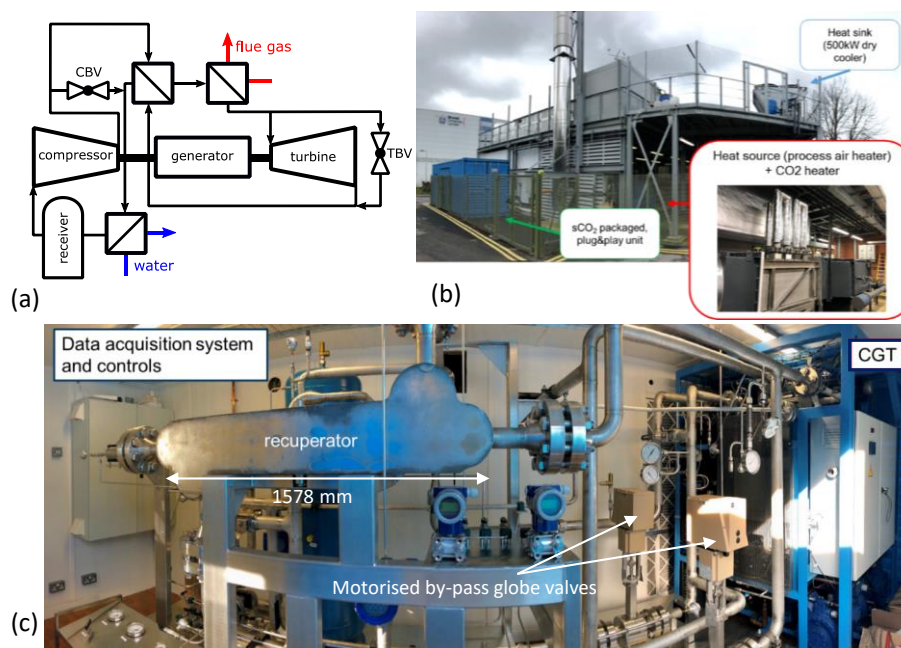 (a)
CBV
flue gas
compressor
generator
turbine
TBV
receiver
water
(b)
Heat sink
(500kW dry
cooler)
Heat source (process air heater)
+ CO2 heater
sCO₂ packaged,
plug&play unit
(c)
Data acquisition system
and controls
CGT
recuperator
1578 mm
Motorised by-pass globe valves